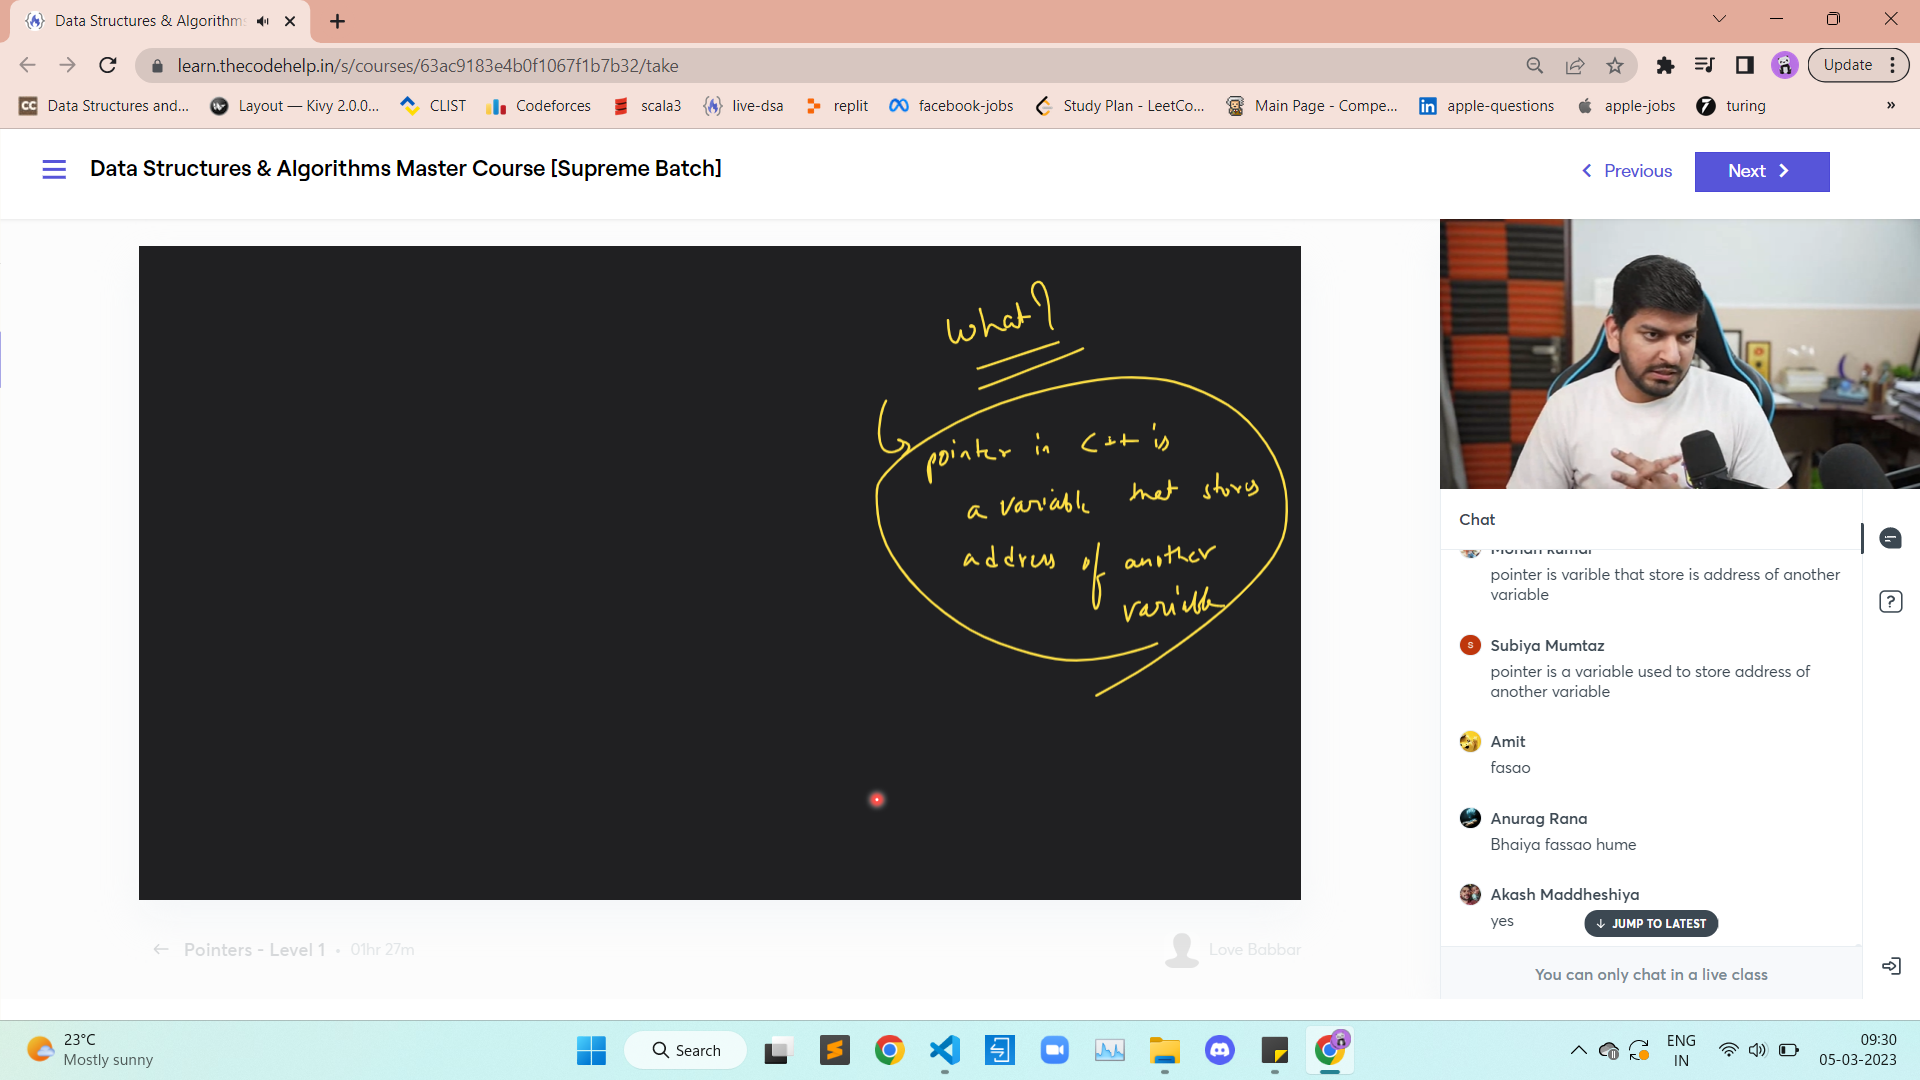 Data Structures & Algorithms
learn.thecodehelp.in/s/courses/63ac9183e4b0f1067f1b7b32/take
Update
Data Structures and...
Layout — Kivy 2.0.0...
CLIST
Codeforces
scala3
live-dsa
replit
facebook-jobs
Study Plan - LeetCo...
Main Page - Compe...
apple-questions
apple-jobs
turing
»
Data Structures & Algorithms Master Course [Supreme Batch]
Previous
Next
what?
pointer in C++ is
a variable that stores
address of another
variable
Chat
Mohan kumar
pointer is varible that store is address of another
variable
Subiya Mumtaz
pointer is a variable used to store address of
another variable
Amit
fasao
Anurag Rana
Bhaiya fassao hume
Akash Maddheshiya
yes
JUMP TO LATEST
You can only chat in a live class
Pointers - Level 1 • 01hr 27m
Love Babbar
23°C
Mostly sunny
Search
ENG
IN
09:30
05-03-2023